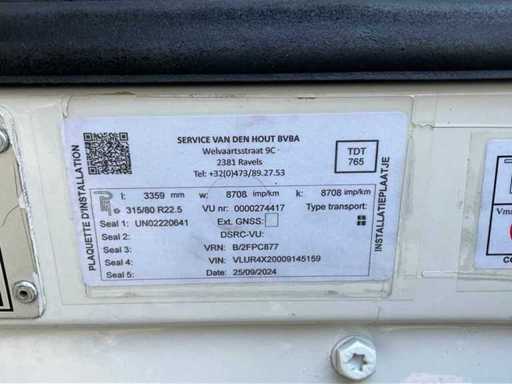 SERVICE VAN DEN HOUT BVBA
Welvaartsstraat 9C -
2381 Ravels
Tel: +32(0)473/89.27.53
TDT
765
PLAQUETTE D'INSTALLATION
INSTALLATIEPLAATJE
l: 3359 mm w: 8708 imp/km k: 8708 imp/km
315/80 R22.5 VU nr: 0000274417 Type transport:
Seal 1: UN02220641 Ext. GNSS:
Seal 2: DSRC-VU:
Seal 3: VRN: B/2FPC877
Seal 4: VIN: VLUR4X20009145159
Seal 5: Date: 25/09/2024